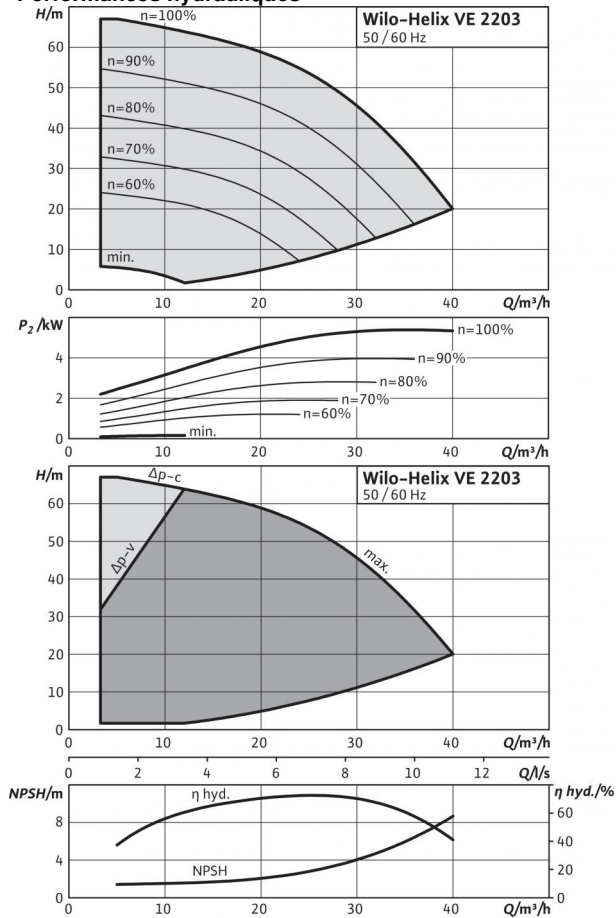 Performances hydrauliques
H/m
n=100%
Wilo-Helix VE 2203
50 / 60 Hz
60
n=90%
50
n=80%
40
n=70%
30
n=60%
20
10
min.
0
0 10 20 30 40 Q/m³/h
P₂ /kW
n=100%
4
n=90%
n=80%
2
n=70%
n=60%
min.
0
0 10 20 30 40 Q/m³/h
H/m
Δp-c
Wilo-Helix VE 2203
50 / 60 Hz
60
50
Δp-v
max.
40
30
20
10
0
0 10 20 30 40 Q/m³/h
0 2 4 6 8 10 12 Q/l/s
NPSH/m
η hyd.
η hyd./%
8
60
40
4
NPSH
20
0
0
0 10 20 30 40 Q/m³/h